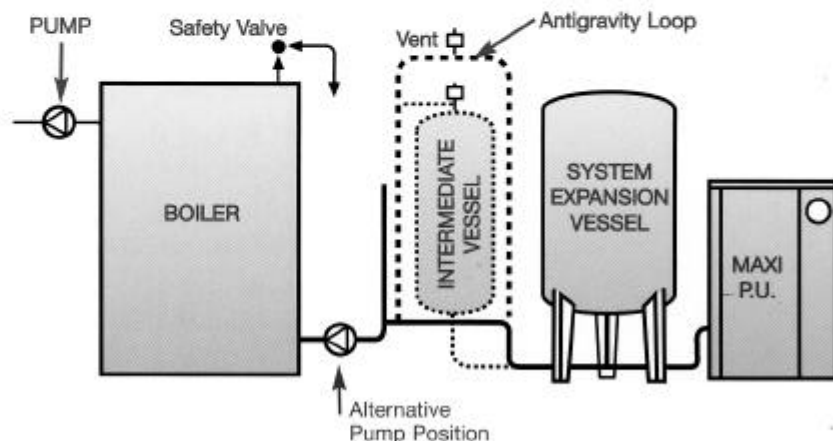 PUMP
Safety Valve
Vent
Antigravity Loop
BOILER
INTERMEDIATE
VESSEL
SYSTEM
EXPANSION
VESSEL
MAXI
P.U.
Alternative
Pump Position